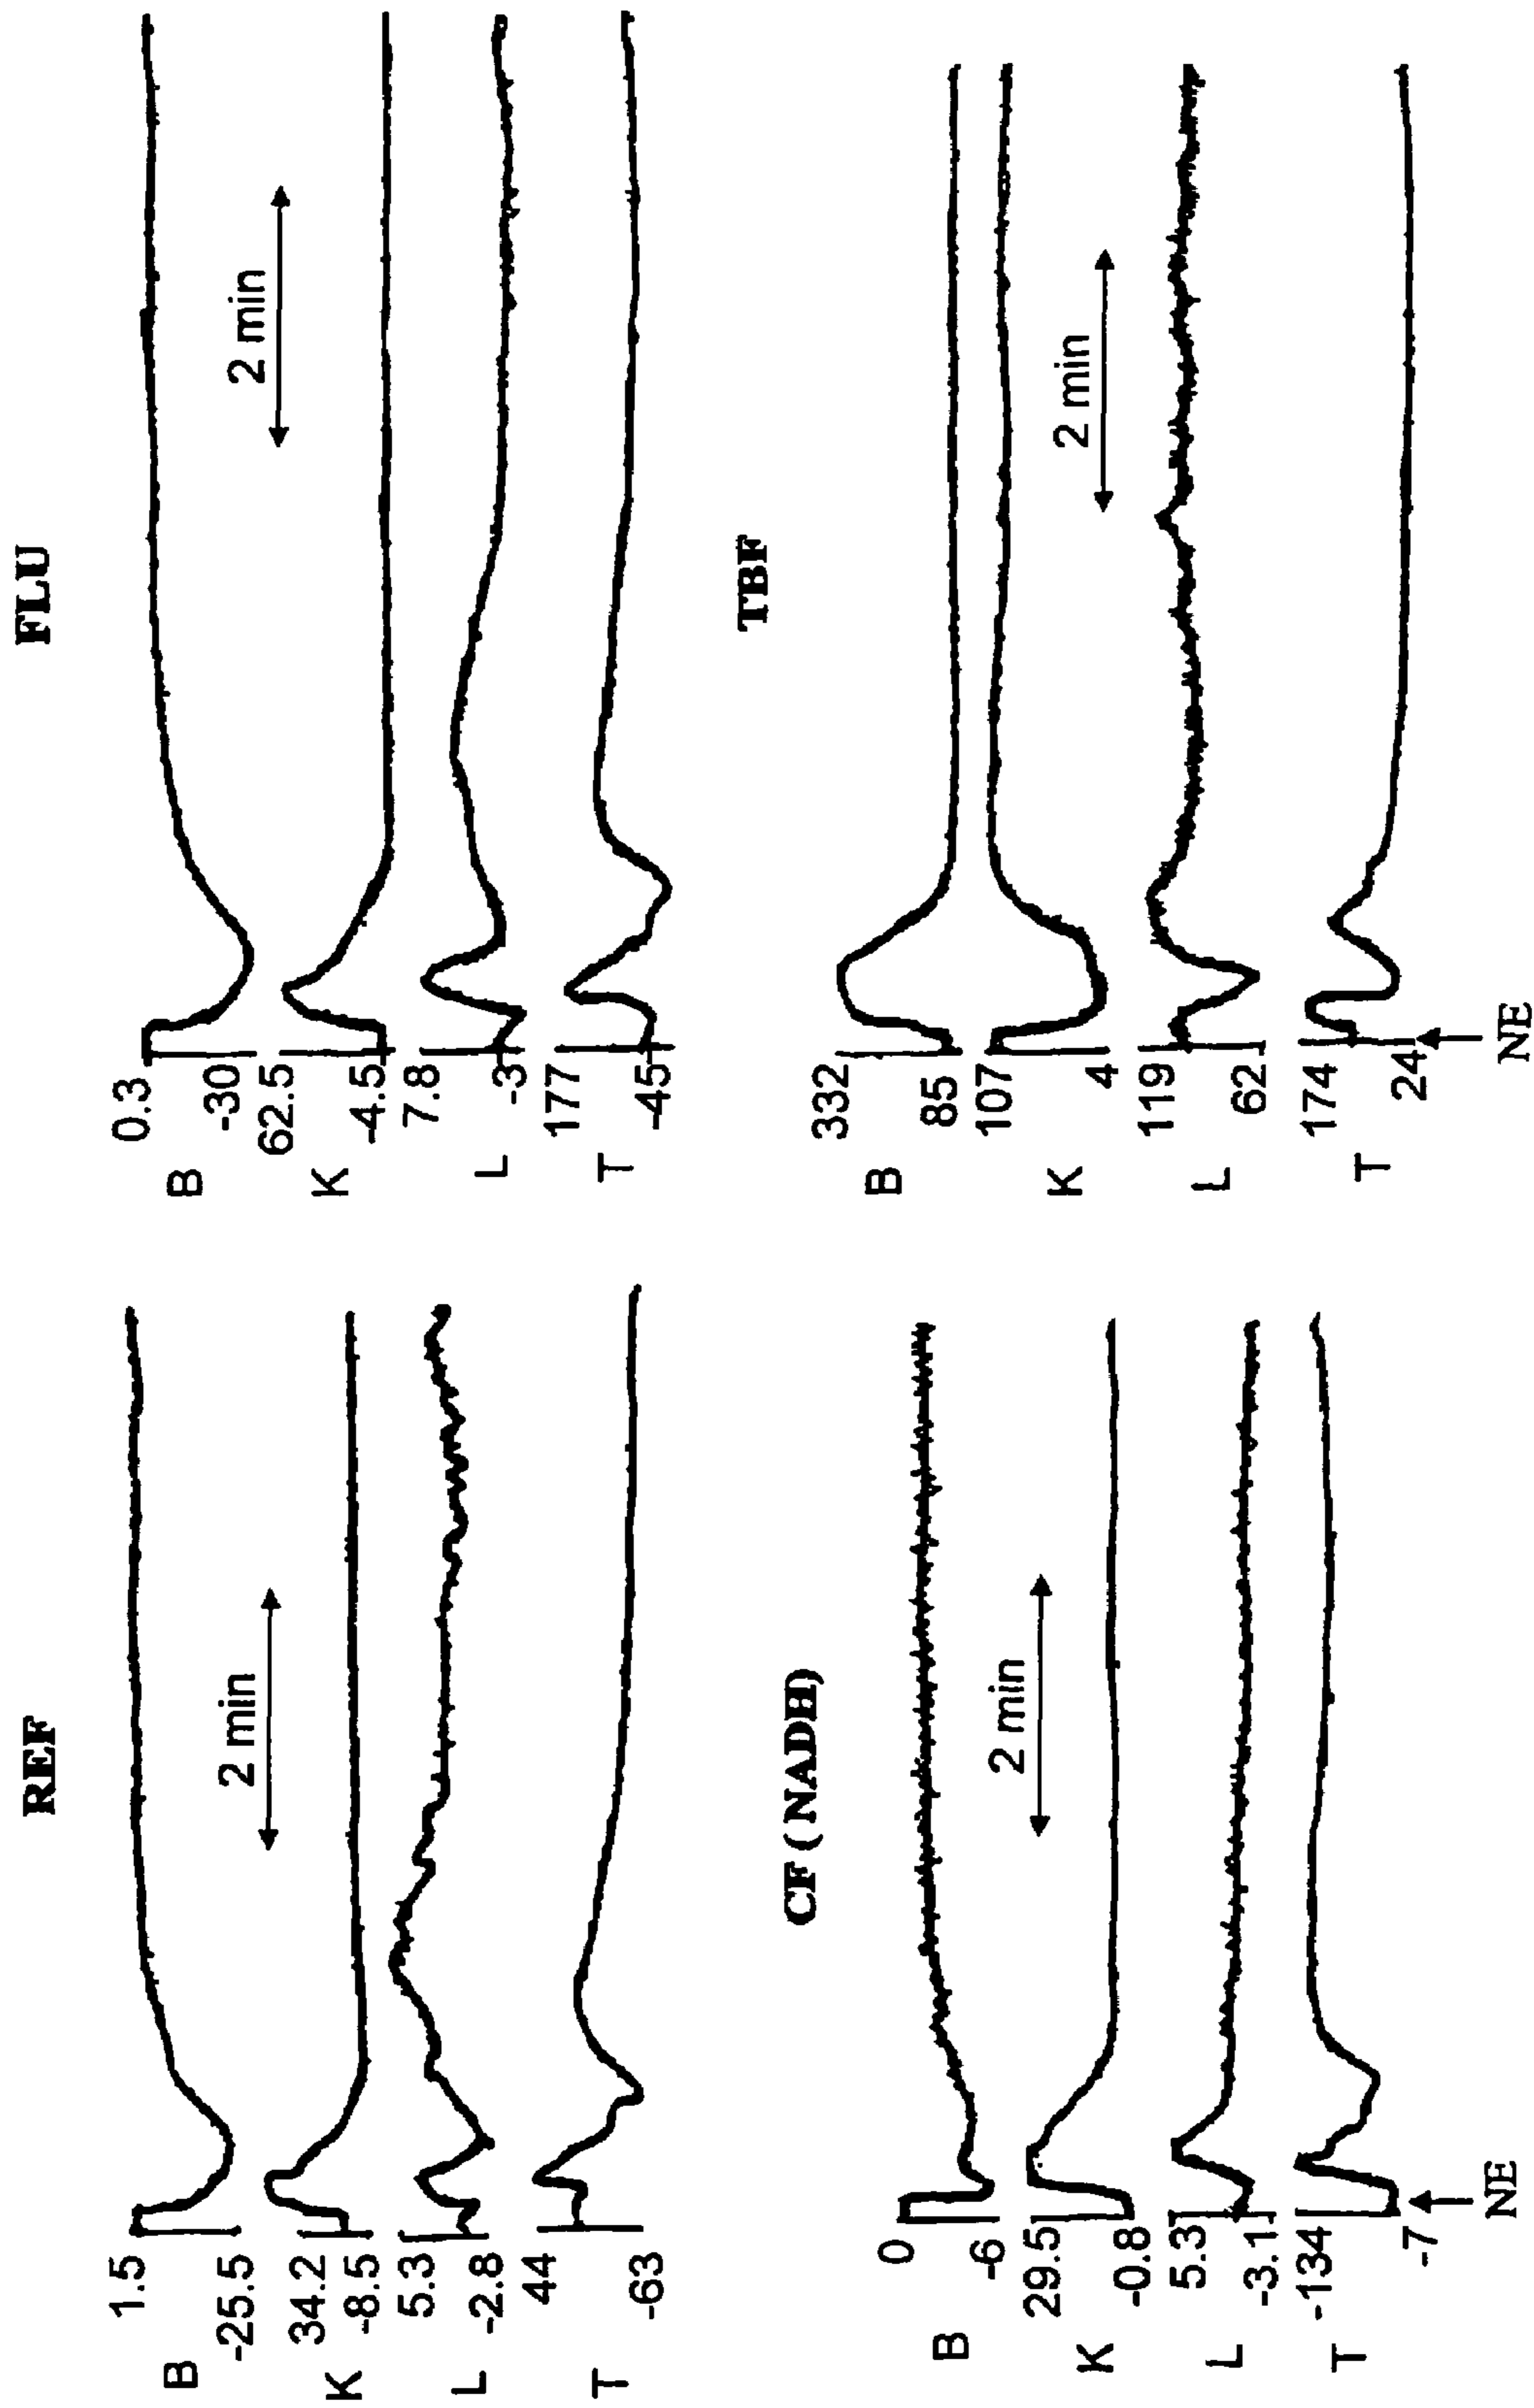 REF
1.5
B
-25.5
34.2
K
-8.5
5.3
L
-2.8
44
T
-63
2 min
FLU
0.3
B
-30
62.5
K
-4.5
7.8
L
-3
177
T
-45
2 min
CF ( NADH)
0
B
-6
29.5
K
-0.8
5.3
L
-3.1
-134
T
-7
2 min
NE
TBF
332
B
85
107
K
4
119
L
62
174
T
24
2 min
NE